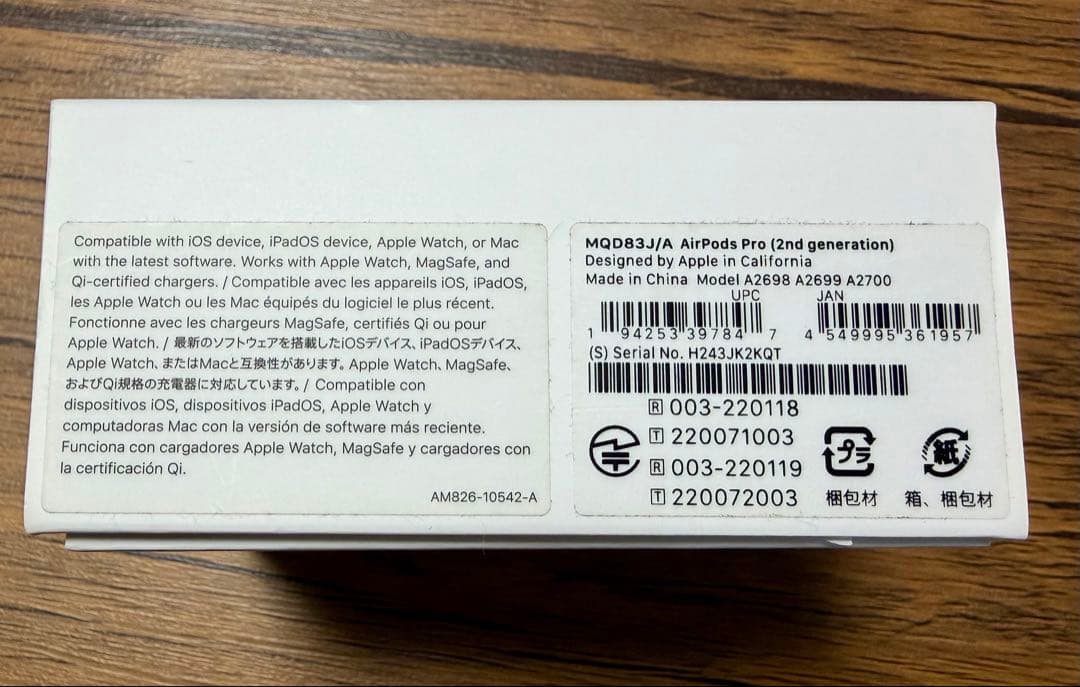 Compatible with iOS device, iPadOS device, Apple Watch, or Mac
with the latest software. Works with Apple Watch, MagSafe, and
Qi-certified chargers. / Compatible avec les appareils iOS, iPadOS,
les Apple Watch ou les Mac équipés du logiciel le plus récent.
Fonctionne avec les chargeurs MagSafe, certifiés Qi ou pour
Apple Watch. / 最新のソフトウェアを搭載したiOSデバイス、iPadOSデバイス、
Apple Watch、またはMacと互換性があります。Apple Watch、MagSafe、
およびQi規格の充電器に対応しています。/ Compatible con
dispositivos iOS, dispositivos iPadOS, Apple Watch y
computadoras Mac con la versión de software más reciente.
Funciona con cargadores Apple Watch, MagSafe y cargadores con
la certificación Qi.
AM826-10542-A
MQD83J/A AirPods Pro (2nd generation)
Designed by Apple in California
Made in China Model A2698 A2699 A2700
UPC JAN
1 94253 39784 7 4 549995 361957
(S) Serial No. H243JK2KQT
R 003-220118
T 220071003
R 003-220119
T 220072003
プラ 紙
梱包材 箱、梱包材